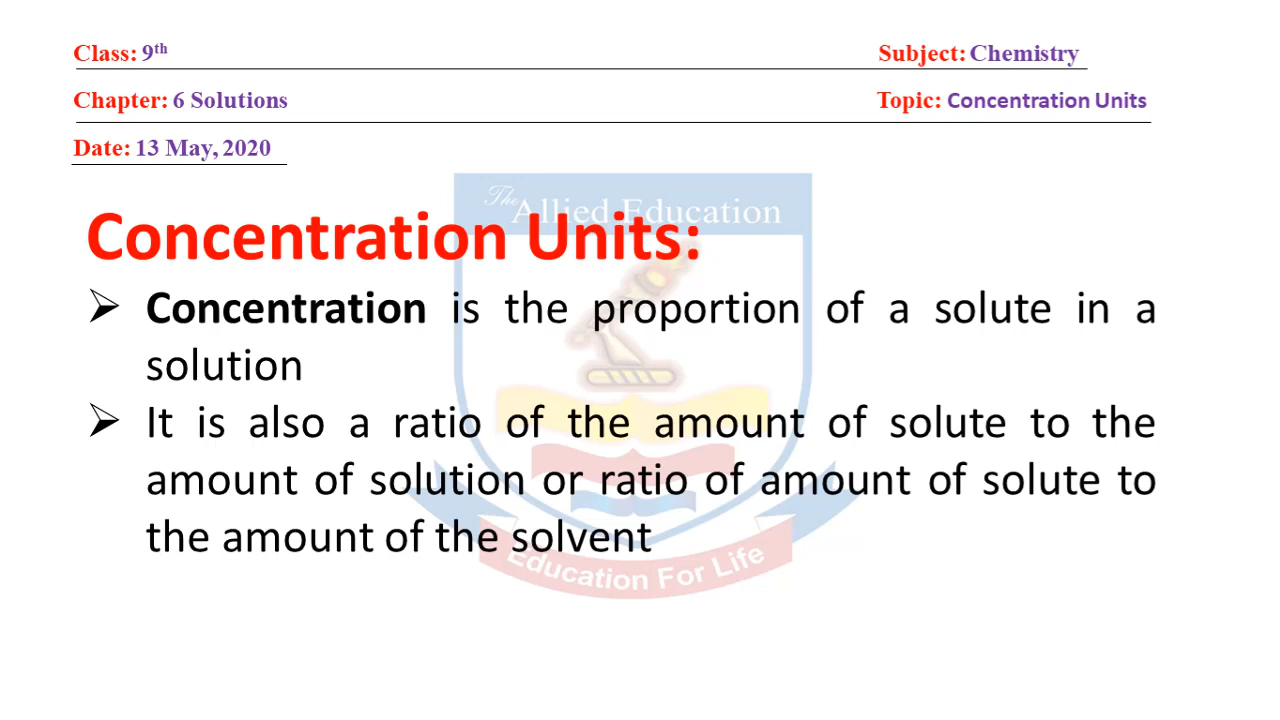 Class: 9th
Subject: Chemistry
Chapter: 6 Solutions
Topic: Concentration Units
Date: 13 May, 2020
The
Allied Education
Concentration Units:
➢ Concentration is the proportion of a solute in a
solution
➢ It is also a ratio of the amount of solute to the
amount of solution or ratio of amount of solute to
the amount of the solvent
Education For Life